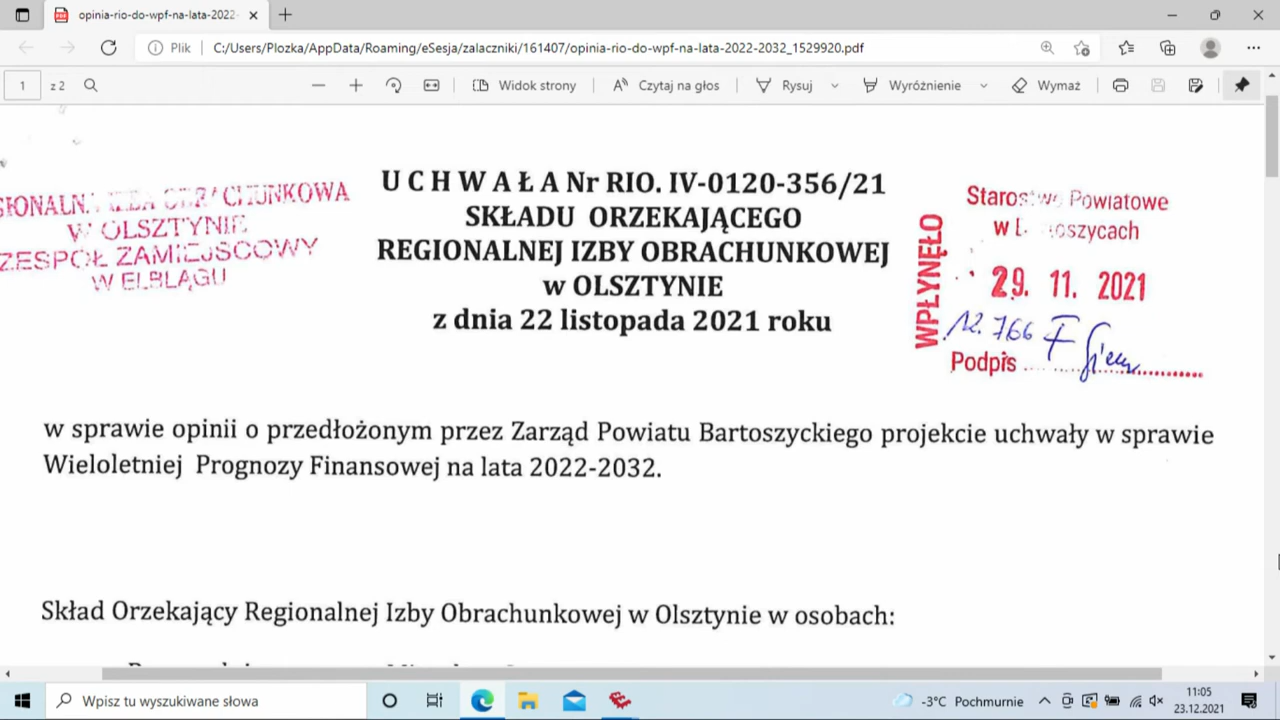 opinia-rio-do-wpf-na-lata-2022-
Plik
C:/Users/Plozka/AppData/Roaming/eSesja/zalaczniki/161407/opinia-rio-do-wpf-na-lata-2022-2032_1529920.pdf
1 z 2 Widok strony Czytaj na głos Rysuj Wyróżnienie Wymaż
OBRACHUNKOWA
W OLSZTYNIE
ZESPÓŁ ZAMIEJSCOWY
W ELBLĄGU
U C H W A Ł A Nr RIO. IV-0120-356/21
SKŁADU ORZEKAJĄCEGO
REGIONALNEJ IZBY OBRACHUNKOWEJ
w OLSZTYNIE
z dnia 22 listopada 2021 roku
Starostwo Powiatowe
w
WPŁYNĘŁO
29. 11. 2021
12.766
Podpis
w sprawie opinii o przedłożonym przez Zarząd Powiatu Bartoszyckiego projekcie uchwały w sprawie
Wieloletniej Prognozy Finansowej na lata 2022-2032.
Skład Orzekający Regionalnej Izby Obrachunkowej w Olsztynie w osobach:
Wpisz tu wyszukiwane słowa
-3°C Pochmurnie
11:05
23.12.2021